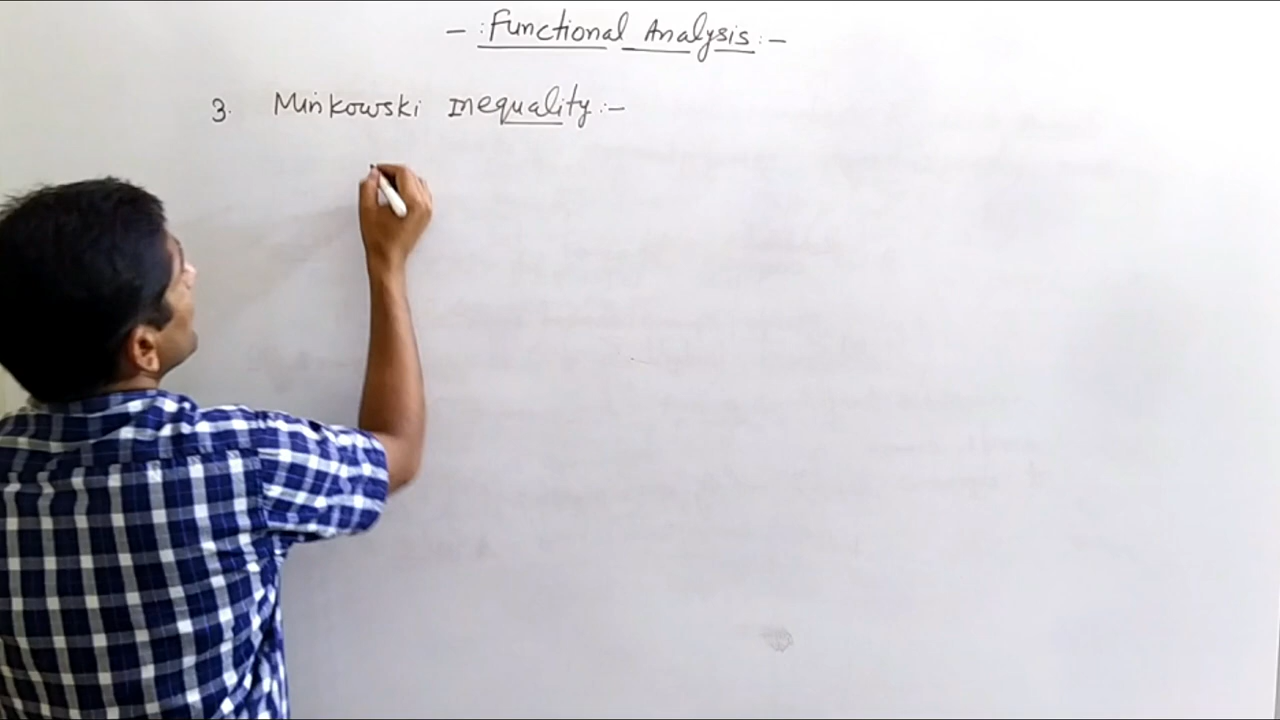 - : Functional Analysis : -
3. Minkowski Inequality :-